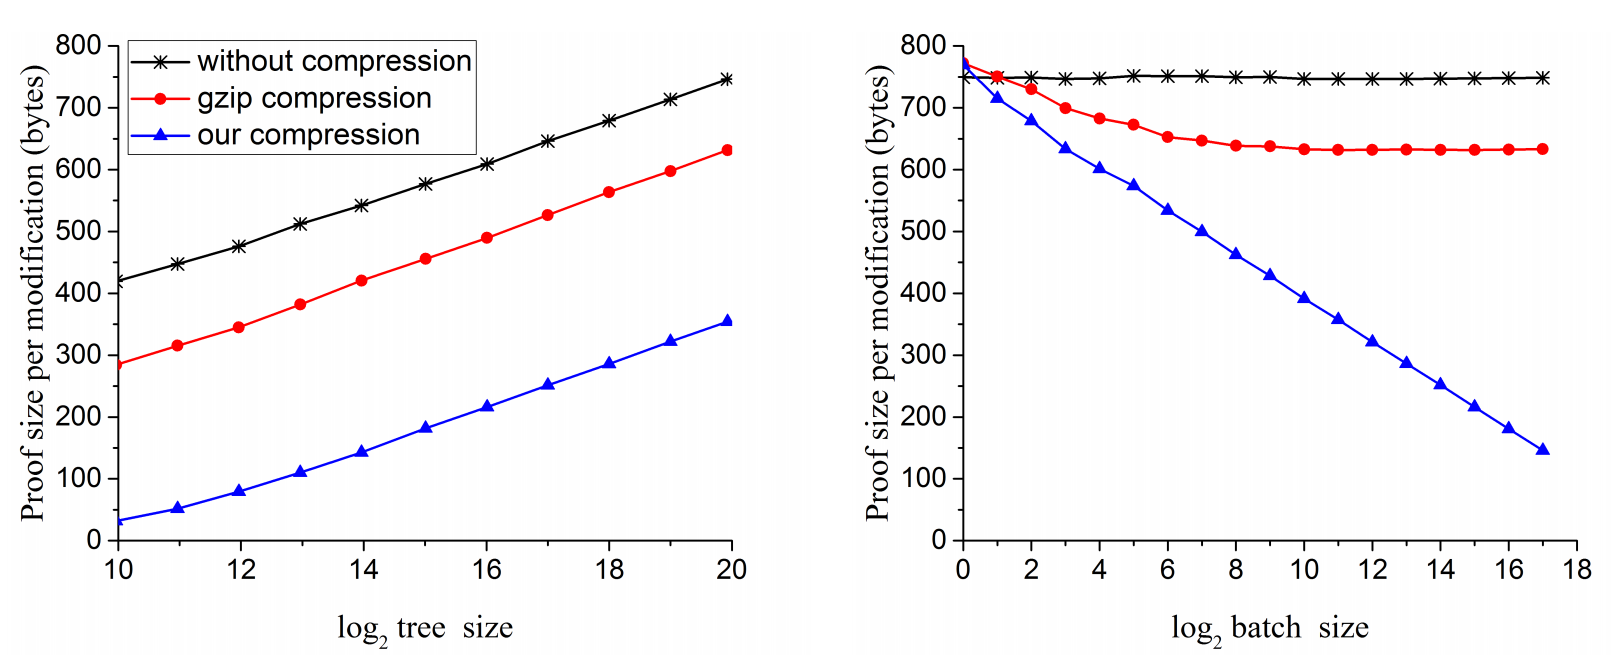 without compression
gzip compression
our compression
Proof size per modification (bytes)
800
700
600
500
400
300
200
100
0
10 12 14 16 18 20
log2 tree size
Proof size per modification (bytes)
800
700
600
500
400
300
200
100
0
0 2 4 6 8 10 12 14 16 18
log2 batch size